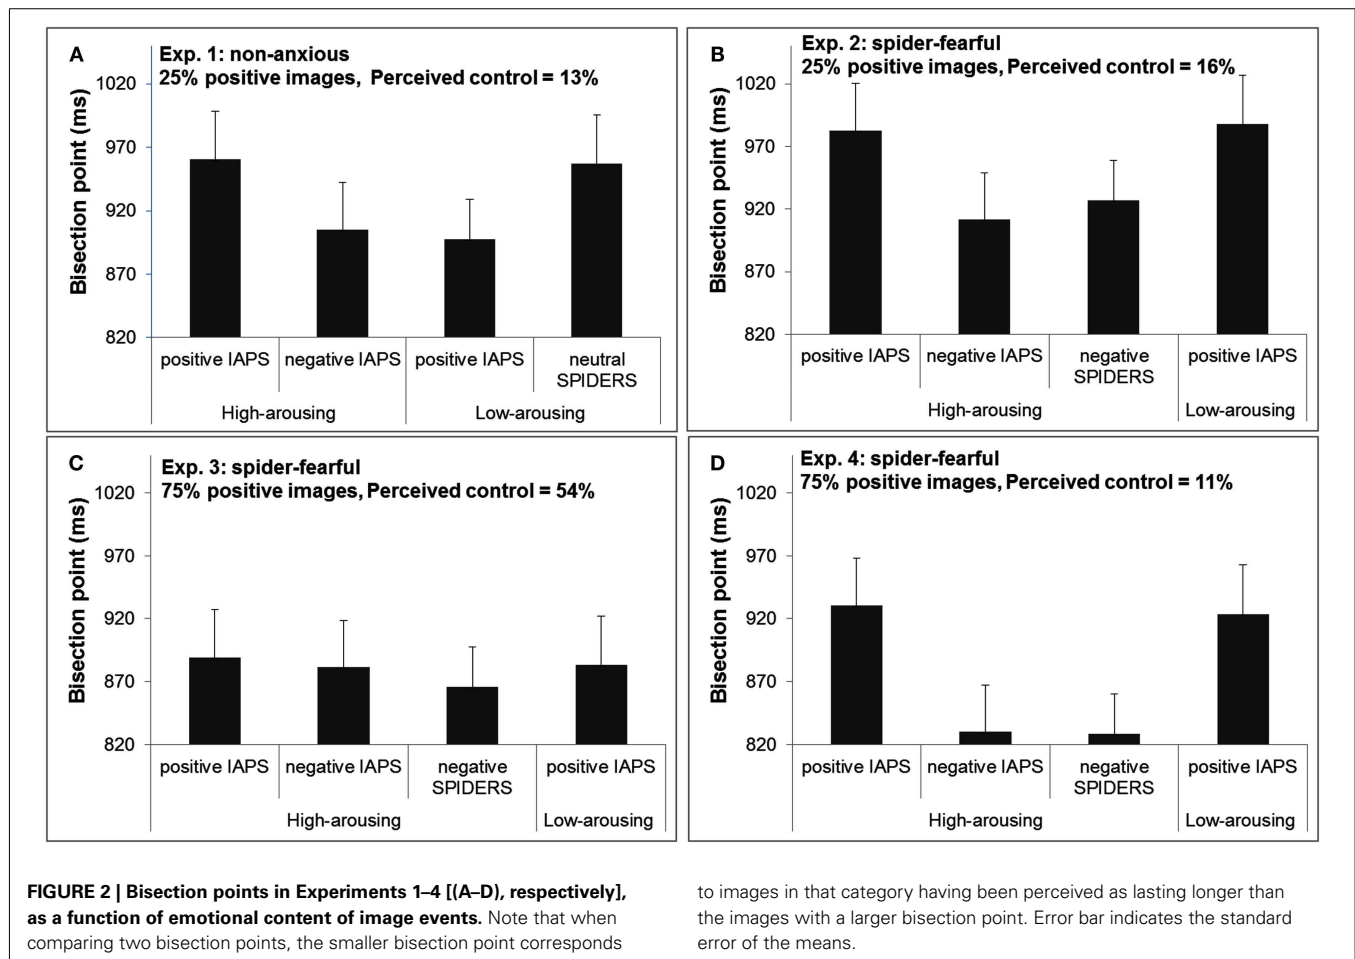 A
Exp. 1: non-anxious
25% positive images, Perceived control = 13%
Bisection point (ms)
1020
970
920
870
820
positive IAPS
negative IAPS
positive IAPS
neutral
SPIDERS
High-arousing
Low-arousing
B
Exp. 2: spider-fearful
25% positive images, Perceived control = 16%
Bisection point (ms)
1020
970
920
870
820
positive IAPS
negative IAPS
negative
SPIDERS
positive IAPS
High-arousing
Low-arousing
C
Exp. 3: spider-fearful
75% positive images, Perceived control = 54%
Bisection point (ms)
1020
970
920
870
820
positive IAPS
negative IAPS
negative
SPIDERS
positive IAPS
High-arousing
Low-arousing
D
Exp. 4: spider-fearful
75% positive images, Perceived control = 11%
Bisection point (ms)
1020
970
920
870
820
positive IAPS
negative IAPS
negative
SPIDERS
positive IAPS
High-arousing
Low-arousing
FIGURE 2 | Bisection points in Experiments 1–4 [(A–D), respectively],
as a function of emotional content of image events. Note that when
comparing two bisection points, the smaller bisection point corresponds
to images in that category having been perceived as lasting longer than
the images with a larger bisection point. Error bar indicates the standard
error of the means.